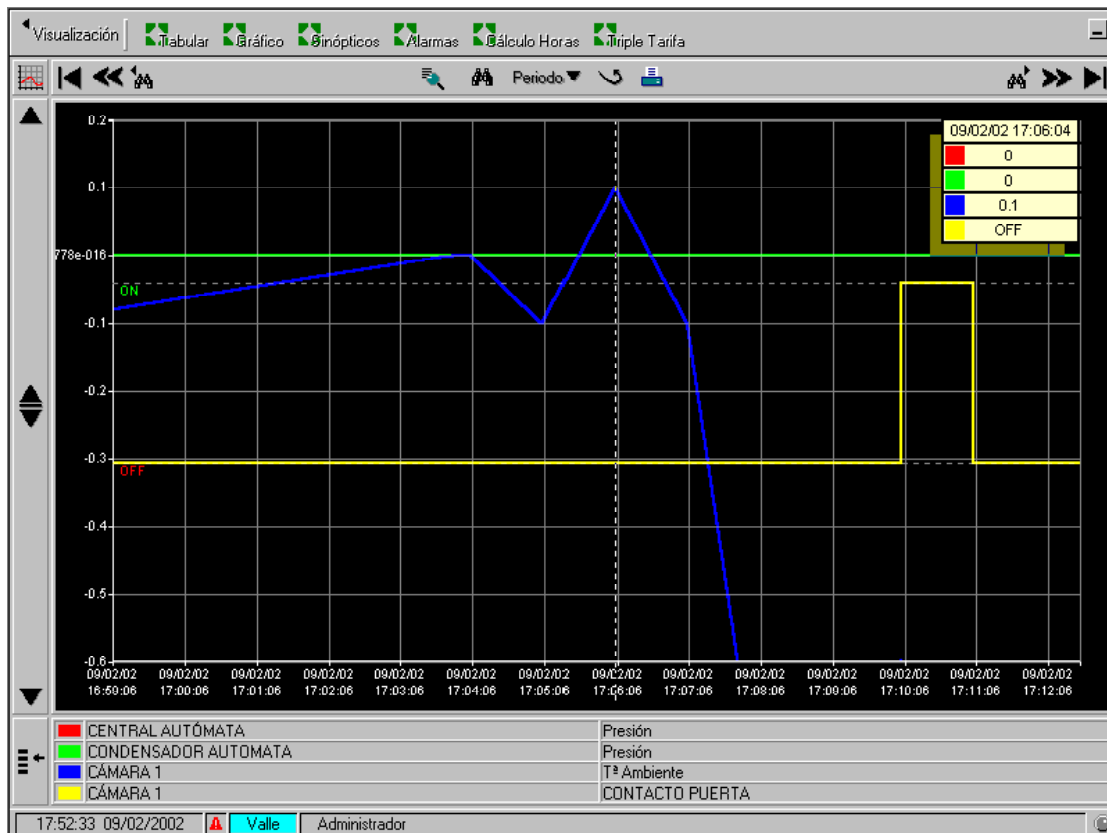 Visualización Tabular Gráfico Sinópticos Alarmas Cálculo Horas Triple Tarifa
Periodo
0.2
0.1
778e-016
-0.1
-0.2
-0.3
-0.4
-0.5
-0.6
ON
OFF
09/02/02 17:06:04
0
0
0.1
OFF
09/02/02 09/02/02 09/02/02 09/02/02 09/02/02 09/02/02 09/02/02 09/02/02 09/02/02 09/02/02 09/02/02 09/02/02 09/02/02 09/02/02
16:59:06 17:00:06 17:01:06 17:02:06 17:03:06 17:04:06 17:05:06 17:06:06 17:07:06 17:08:06 17:09:06 17:10:06 17:11:06 17:12:06
CENTRAL AUTÓMATA Presión
CONDENSADOR AUTOMATA Presión
CÁMARA 1 Tª Ambiente
CÁMARA 1 CONTACTO PUERTA
17:52:33 09/02/2002 Valle Administrador